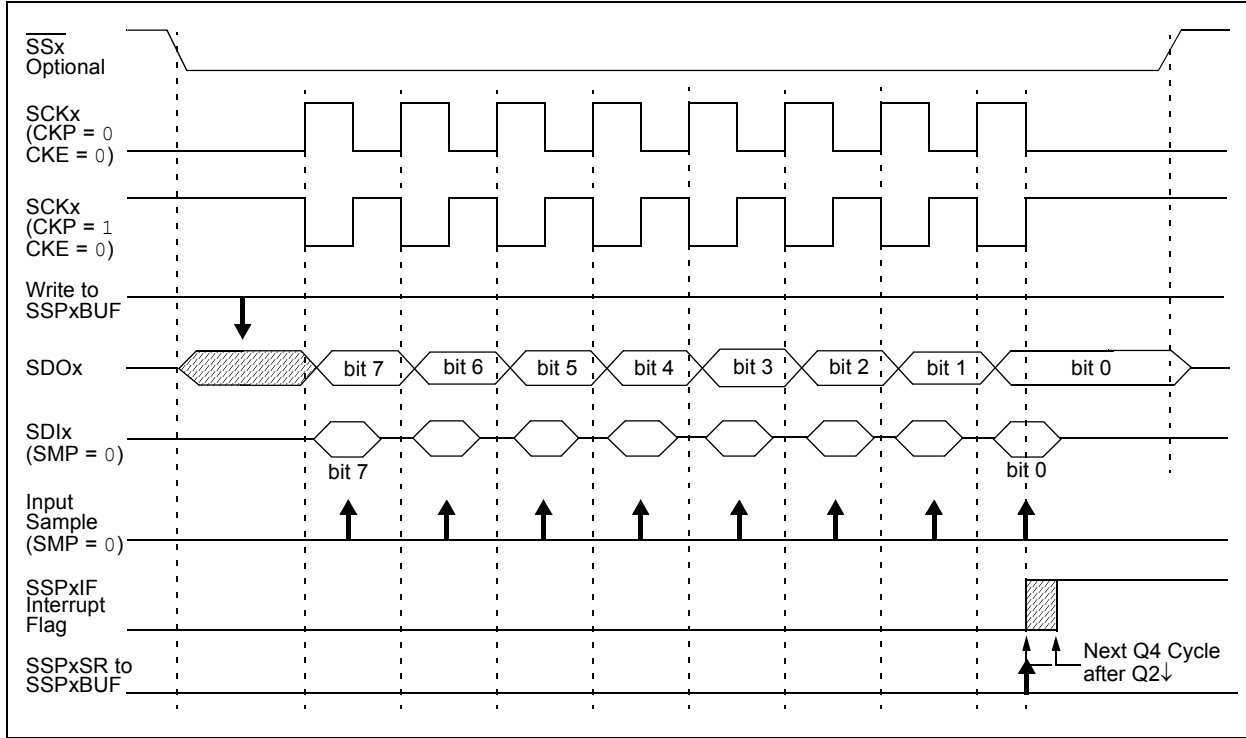 SSx
Optional
SCKx
(CKP = 0
CKE = 0)
SCKx
(CKP = 1
CKE = 0)
Write to
SSPxBUF
SDOx
bit 7
bit 6
bit 5
bit 4
bit 3
bit 2
bit 1
bit 0
SDIx
(SMP = 0)
bit 7
bit 0
Input
Sample
(SMP = 0)
SSPxIF
Interrupt
Flag
SSPxSR to
SSPxBUF
Next Q4 Cycle
after Q2↓